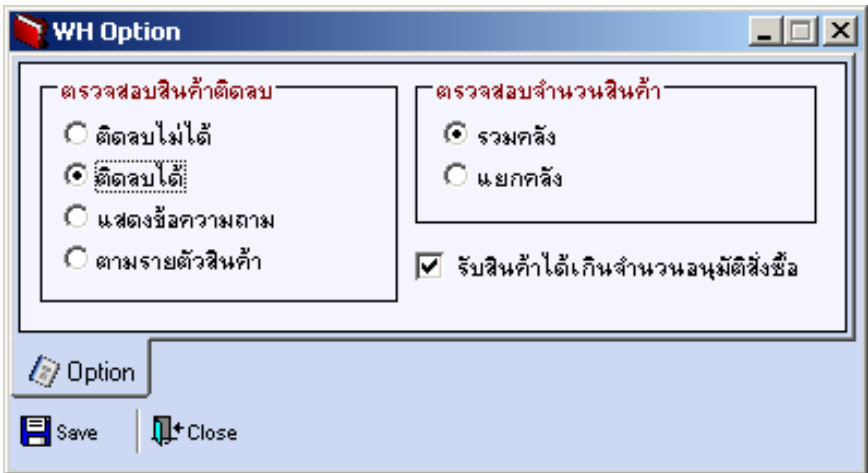 WH Option
ตรวจสอบสินค้าติดลบ
ติดลบไม่ได้
ติดลบได้
แสดงข้อความถาม
ตามรายตัวสินค้า
ตรวจสอบจำนวนสินค้า
รวมคลัง
แยกคลัง
รับสินค้าได้เกินจำนวนอนุมัติสั่งซื้อ
Option
Save Close